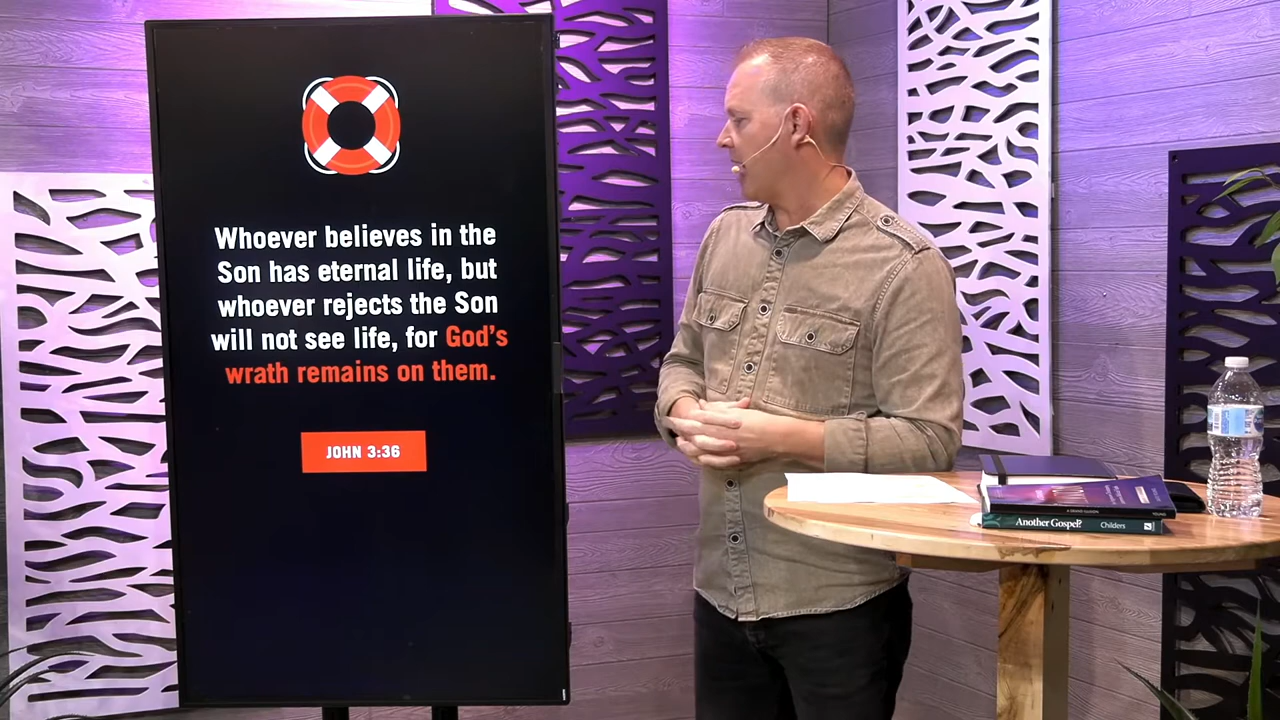 Whoever believes in the
Son has eternal life, but
whoever rejects the Son
will not see life, for God's
wrath remains on them.
JOHN 3:36
Another Gospel? Childers